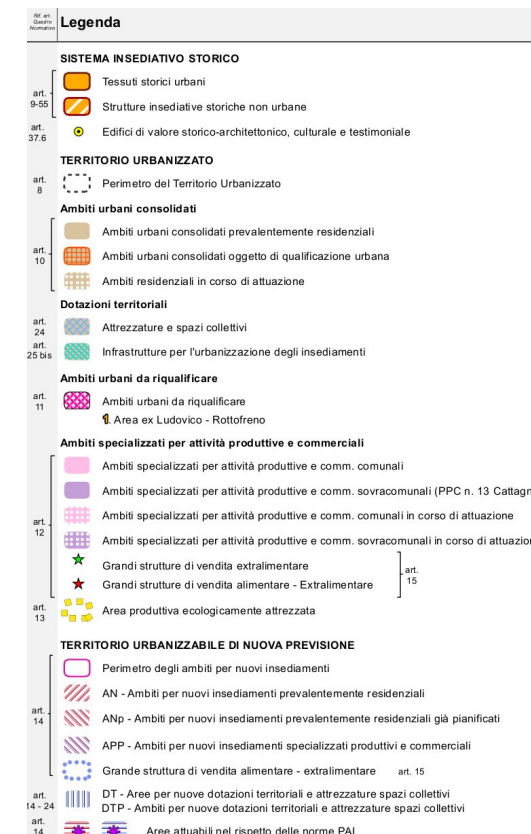 Rif. art.
Quadro
Normativo
Legenda
SISTEMA INSEDIATIVO STORICO
art.
9-55
Tessuti storici urbani
Strutture insediative storiche non urbane
art.
37.6
Edifici di valore storico-architettonico, culturale e testimoniale
TERRITORIO URBANIZZATO
art.
8
Perimetro del Territorio Urbanizzato
Ambiti urbani consolidati
art.
10
Ambiti urbani consolidati prevalentemente residenziali
Ambiti urbani consolidati oggetto di qualificazione urbana
Ambiti residenziali in corso di attuazione
Dotazioni territoriali
art.
24
Attrezzature e spazi collettivi
art.
25 bis
Infrastrutture per l'urbanizzazione degli insediamenti
Ambiti urbani da riqualificare
art.
11
Ambiti urbani da riqualificare
1. Area ex Ludovico - Rottofreno
Ambiti specializzati per attività produttive e commerciali
art.
12
Ambiti specializzati per attività produttive e comm. comunali
Ambiti specializzati per attività produttive e comm. sovracomunali (PPC n. 13 Cattagn
Ambiti specializzati per attività produttive e comm. comunali in corso di attuazione
Ambiti specializzati per attività produttive e comm. sovracomunali in corso di attuazion
Grandi strutture di vendita extralimentare
Grandi strutture di vendita alimentare - Extralimentare
art.
15
art.
13
Area produttiva ecologicamente attrezzata
TERRITORIO URBANIZZABILE DI NUOVA PREVISIONE
art.
14
Perimetro degli ambiti per nuovi insediamenti
AN - Ambiti per nuovi insediamenti prevalentemente residenziali
ANp - Ambiti per nuovi insediamenti prevalentemente residenziali già pianificati
APP - Ambiti per nuovi insediamenti specializzati produttivi e commerciali
Grande struttura di vendita alimentare - extralimentare art. 15
art.
14 - 24
DT - Aree per nuove dotazioni territoriali e attrezzature spazi collettivi
DTP - Ambiti per nuove dotazioni territoriali e attrezzature spazi collettivi
art.
14
Aree attuabili nel rispetto delle norme PAI